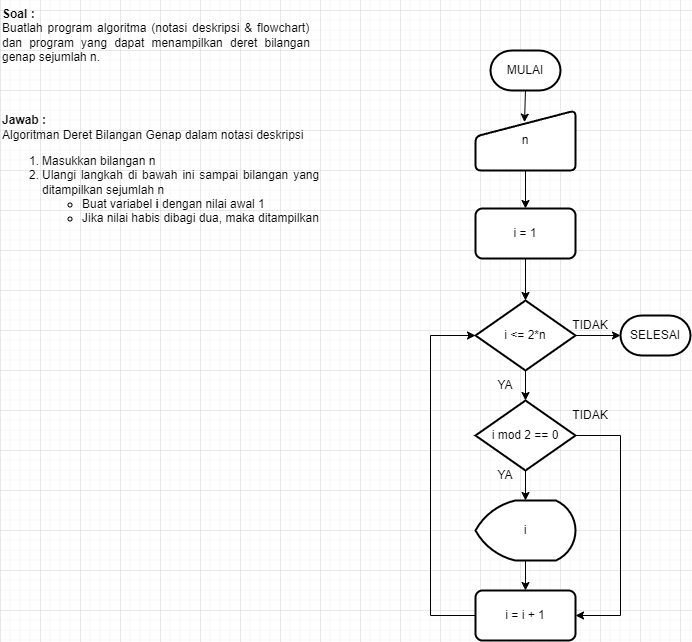 Soal :
Buatlah program algoritma (notasi deskripsi & flowchart)
dan program yang dapat menampilkan deret bilangan
genap sejumlah n.
Jawab :
Algoritman Deret Bilangan Genap dalam notasi deskripsi
1. Masukkan bilangan n
2. Ulangi langkah di bawah ini sampai bilangan yang
ditampilkan sejumlah n
Buat variabel i dengan nilai awal 1
Jika nilai habis dibagi dua, maka ditampilkan
MULAI
n
i = 1
i <= 2*n
TIDAK
SELESAI
YA
i mod 2 == 0
TIDAK
YA
i
i = i + 1